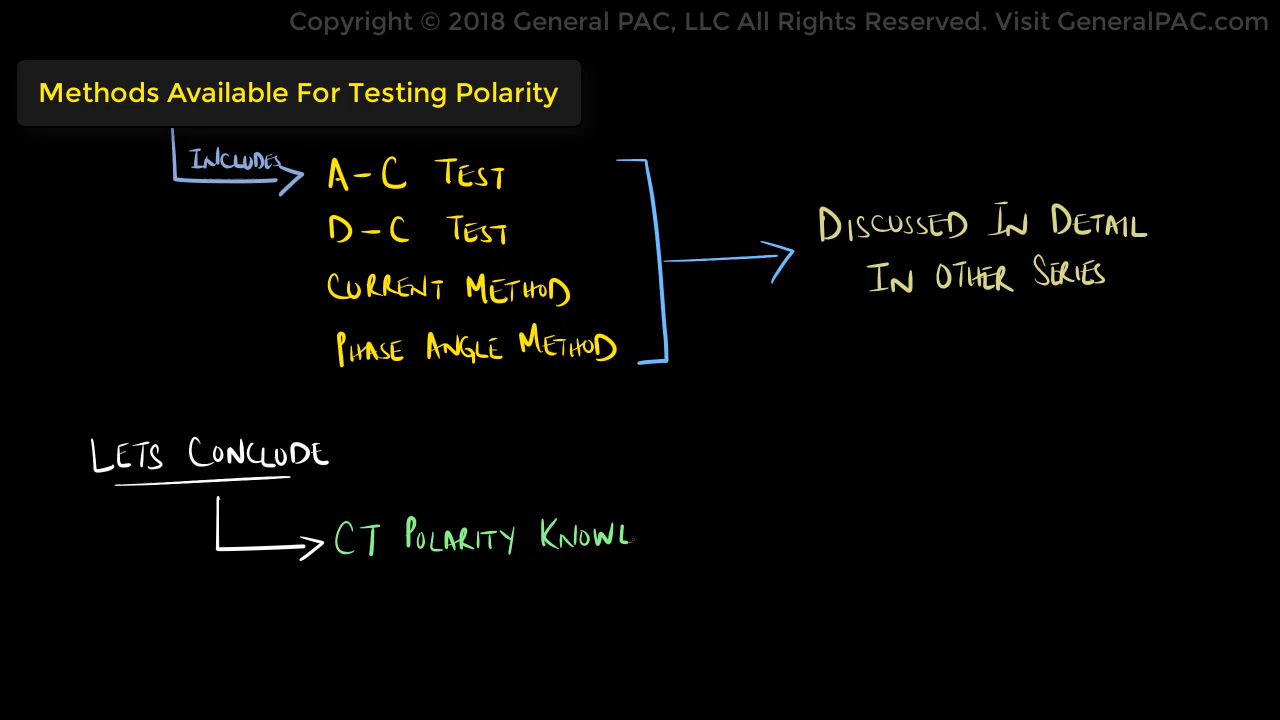 Copyright © 2018 General PAC, LLC All Rights Reserved. Visit GeneralPAC.com
Methods Available For Testing Polarity
INCLUDES
A-C TEST
D-C TEST
CURRENT METHOD
PHASE ANGLE METHOD
DISCUSSED IN DETAIL
IN OTHER SERIES
LETS CONCLUDE
CT POLARITY KNOWL